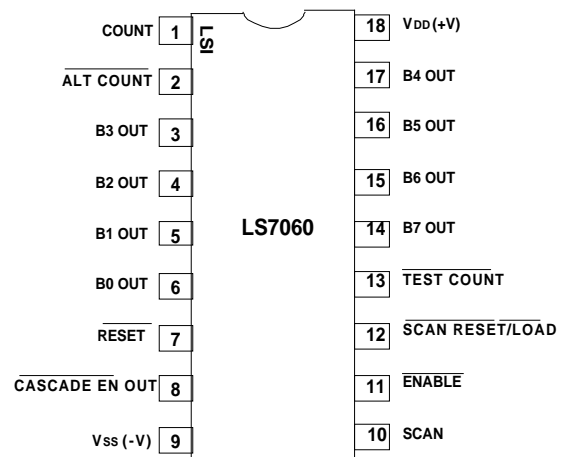 COUNT 1
ALT COUNT 2
B3 OUT 3
B2 OUT 4
B1 OUT 5
B0 OUT 6
RESET 7
CASCADE EN OUT 8
Vss (-V) 9
LSI
LS7060
18 VDD (+V)
17 B4 OUT
16 B5 OUT
15 B6 OUT
14 B7 OUT
13 TEST COUNT
12 SCAN RESET/LOAD
11 ENABLE
10 SCAN